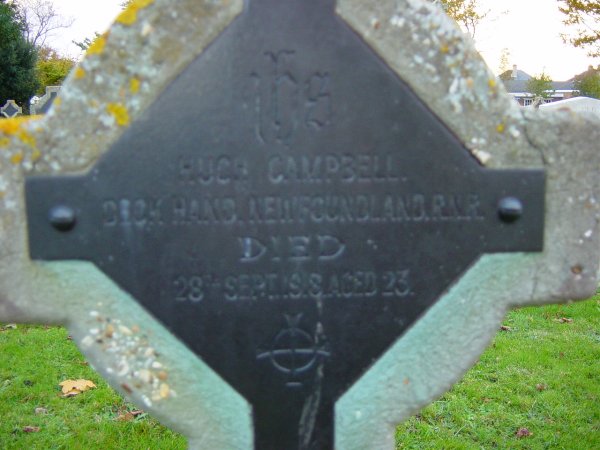 IHS
HUGH CAMPBELL.
DECK HAND. NEWFOUNDLAND. R.N.R.
DIED
28TH SEPT. 1918. AGED 23.